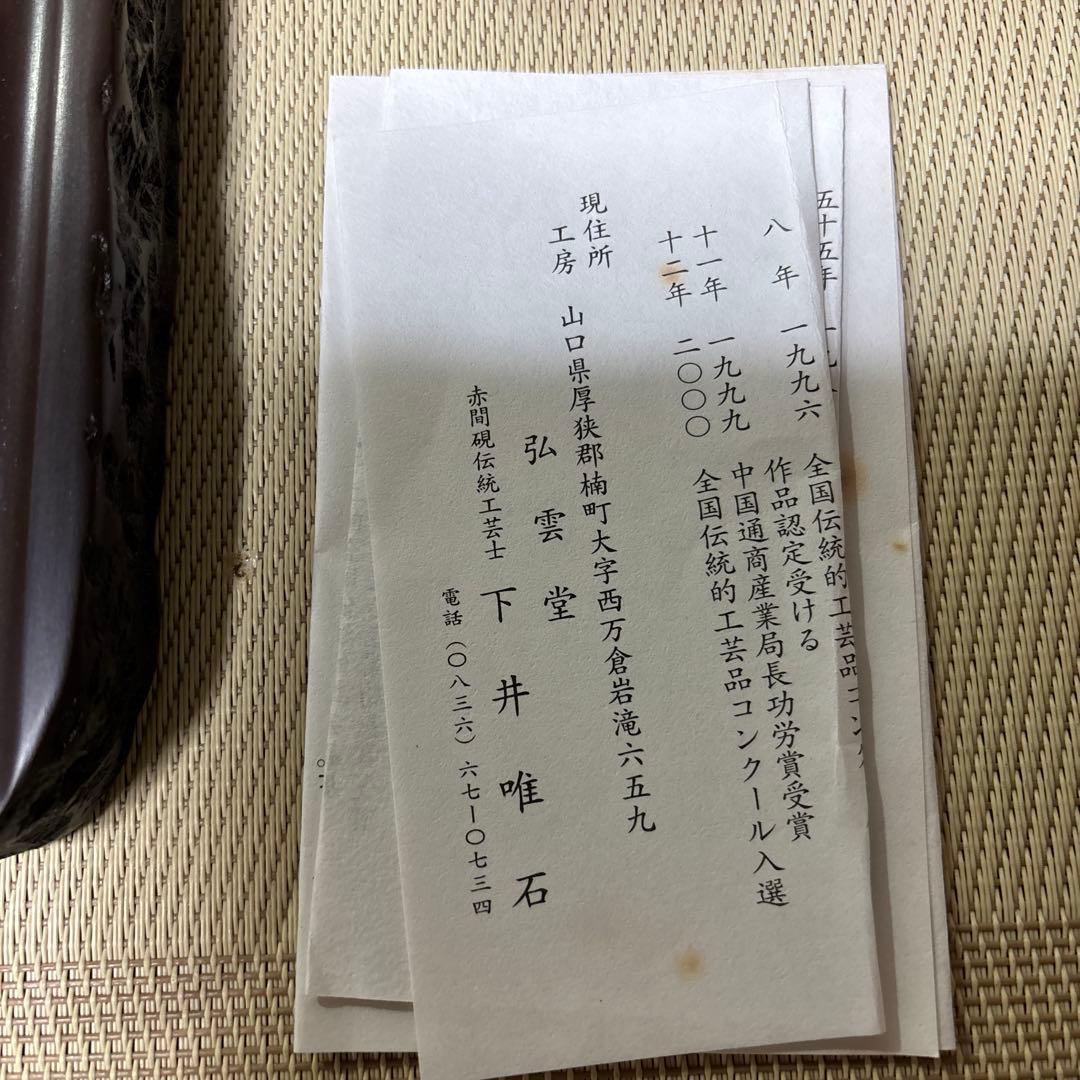 五十五年
八年 一九九六 全国伝統的工芸品コン
作品認定受ける
十一年 一九九九 中国通商産業局長功労賞受賞
十二年 二〇〇〇 全国伝統的工芸品コンクール入選
現住所
工房 山口県厚狭郡楠町大字西万倉岩滝六五九
弘雲堂
赤間硯伝統工芸士 下井唯石
電話(〇八三六)六七ー〇七三四